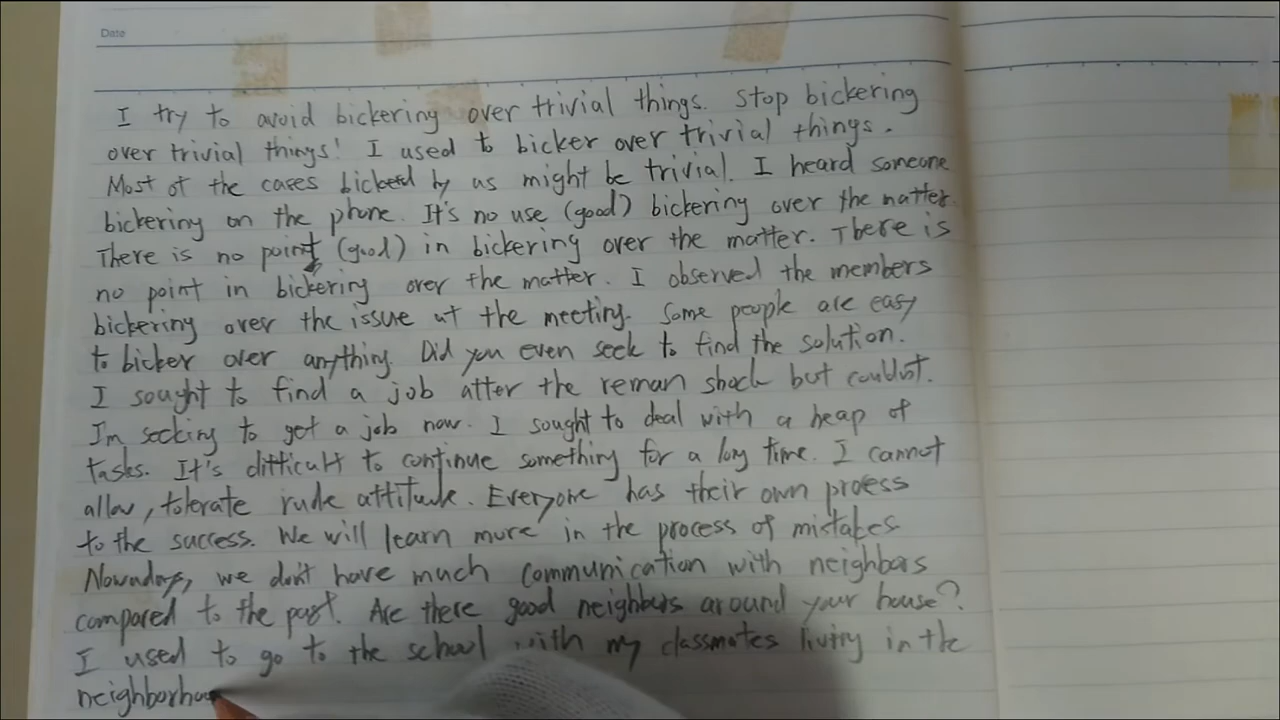 Date
I try to avoid bickering over trivial things. Stop bickering
over trivial things! I used to bicker over trivial things.
Most of the cases bickered by us might be trivial. I heard someone
bickering on the phone. It's no use (good) bickering over the matter.
There is no point (good) in bickering over the matter. There is
no point in bickering over the matter. I observed the members
bickering over the issue at the meeting. Some people are easy
to bicker over anything. Did you even seek to find the solution.
I sought to find a job after the reman shock but couldn't.
I'm seeking to get a job now. I sought to deal with a heap of
tasks. It's difficult to continue something for a long time. I cannot
allow, tolerate rude attitude. Everyone has their own proess
to the success. We will learn more in the process of mistakes
Nowadays, we don't have much communication with neighbors
compared to the past. Are there good neighbors around your house?
I used to go to the school with my classmates living in the
neighborhoo